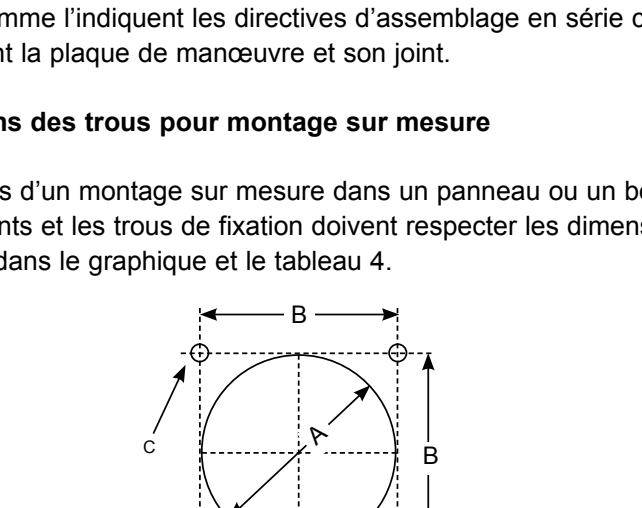 mme l’indiquent les directives d’assemblage en série
nt la plaque de manœuvre et son joint.
ns des trous pour montage sur mesure
s d’un montage sur mesure dans un panneau ou un
nts et les trous de fixation doivent respecter les dimens
dans le graphique et le tableau 4.
B
A
C
B